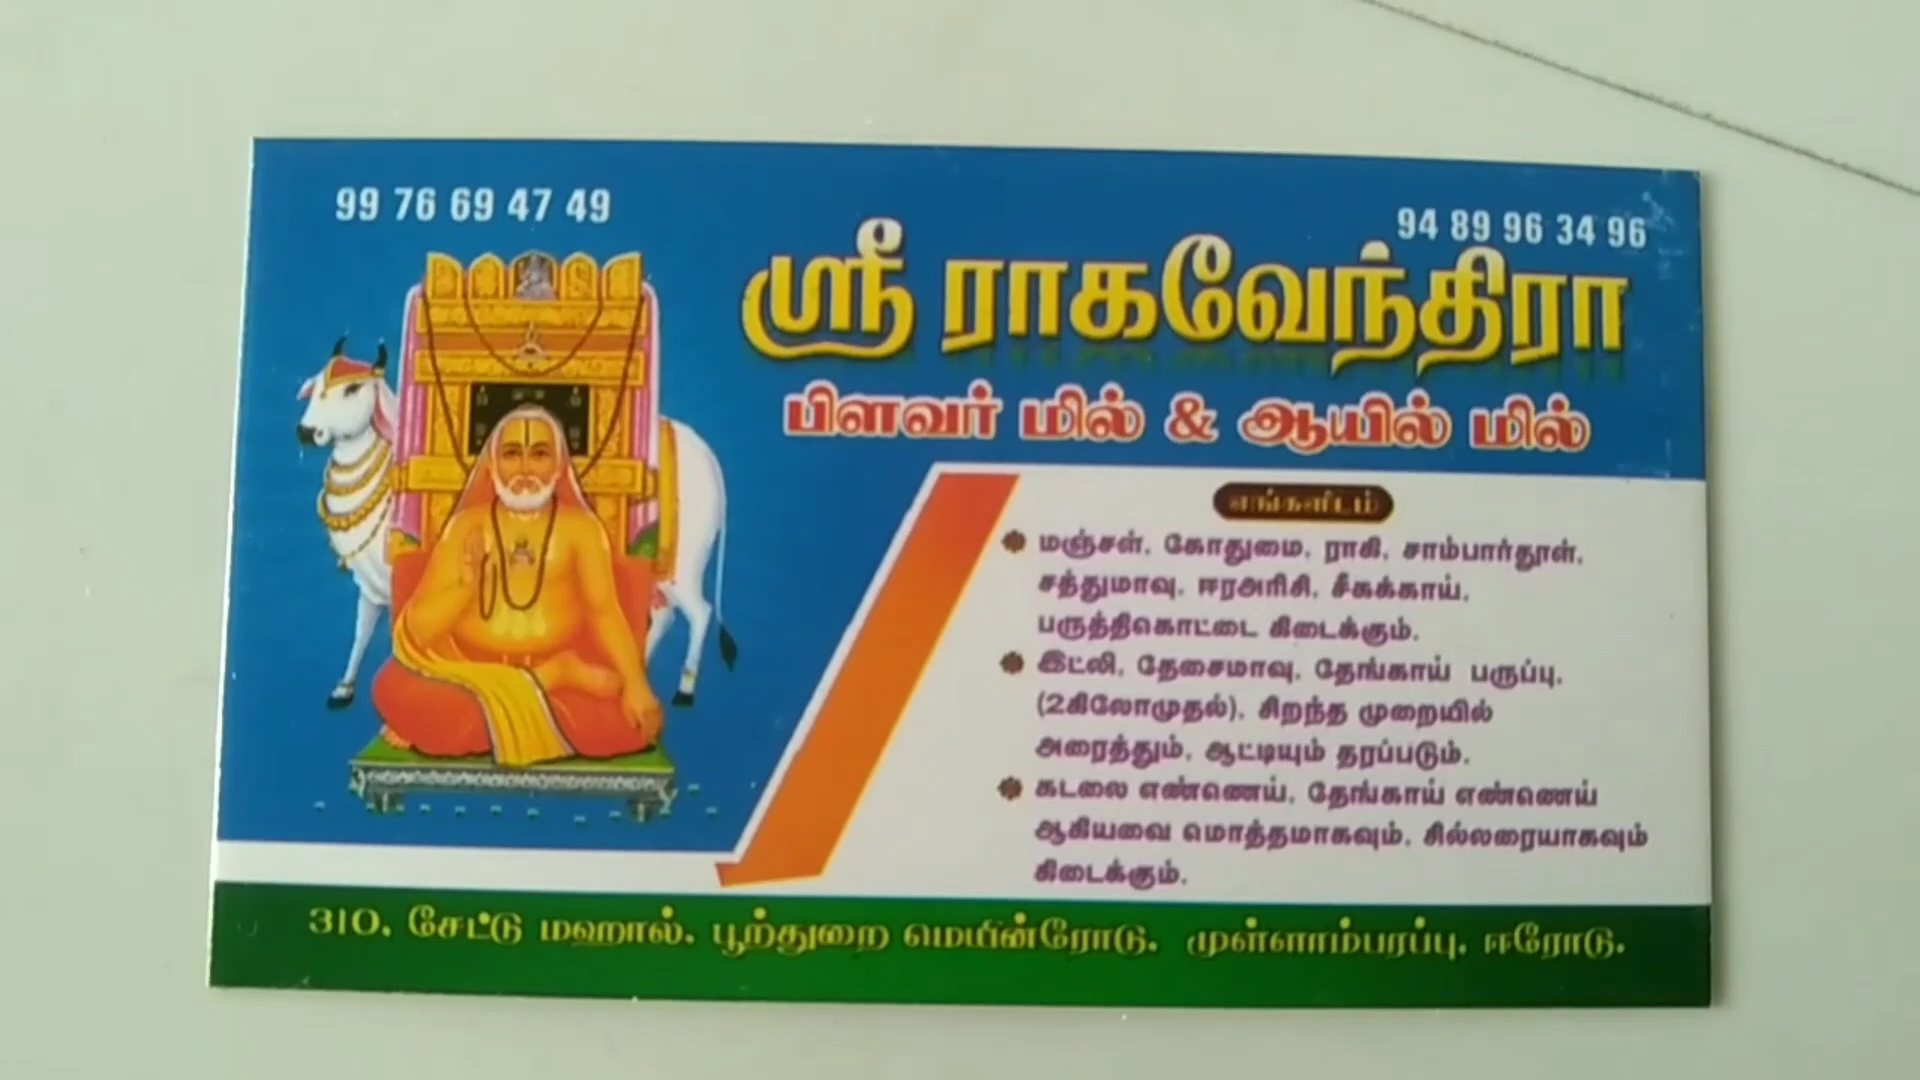 99 76 69 47 49
94 89 96 34 96
ஸ்ரீ ராகவேந்திரா
பிளவர் மில் & ஆயில் மில்
எங்களிடம்
மஞ்சள், கோதுமை, ராகி, சாம்பார்தூள்,
சத்துமாவு, ஈரஅரிசி, சீகக்காய்,
பருத்திகொட்டை கிடைக்கும்.
இட்லி, தேசைமாவு, தேங்காய் பருப்பு,
(2கிலோமுதல்), சிறந்த முறையில்
அரைத்தும், ஆட்டியும் தரப்படும்.
கடலை எண்ணெய், தேங்காய் எண்ணெய்
ஆகியவை மொத்தமாகவும், சில்லரையாகவும்
கிடைக்கும்.
310, சேட்டு மஹால், பூந்துறை மெயின்ரோடு, முள்ளாம்பரப்பு, ஈரோடு.